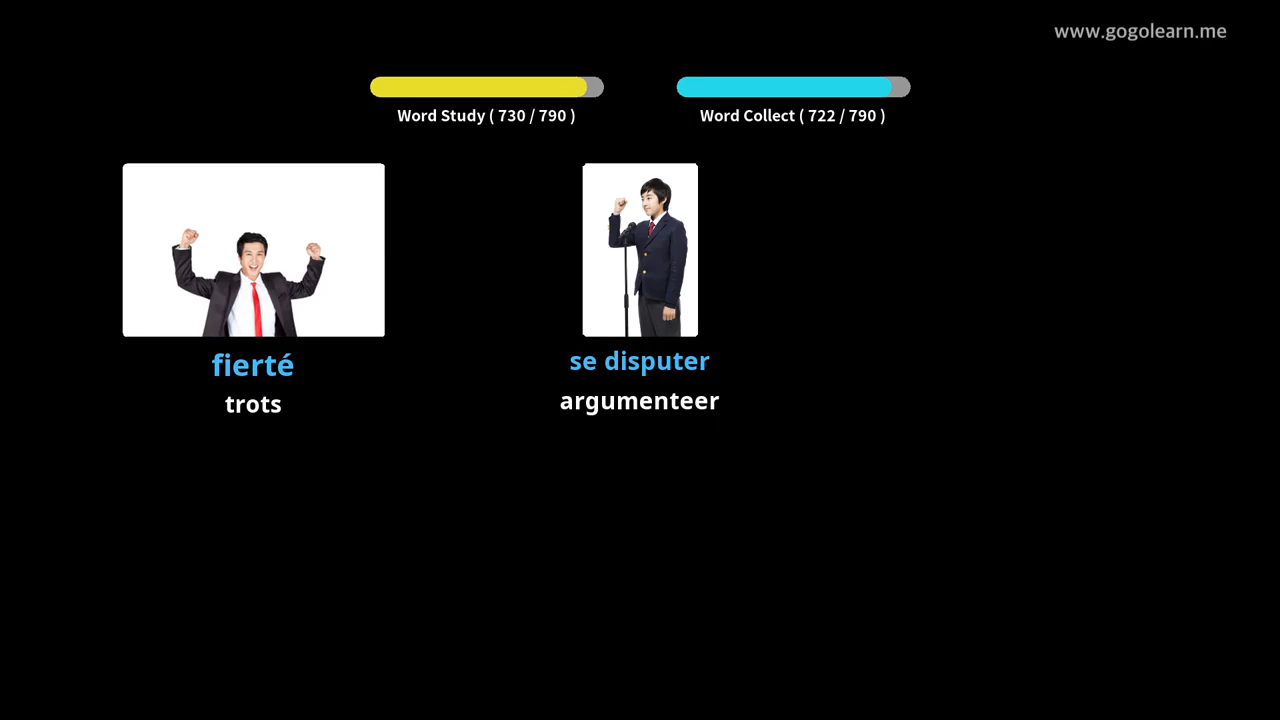 www.gogolearn.me
Word Study ( 730 / 790 )
Word Collect ( 722 / 790 )
fierté
trots
se disputer
argumenteer